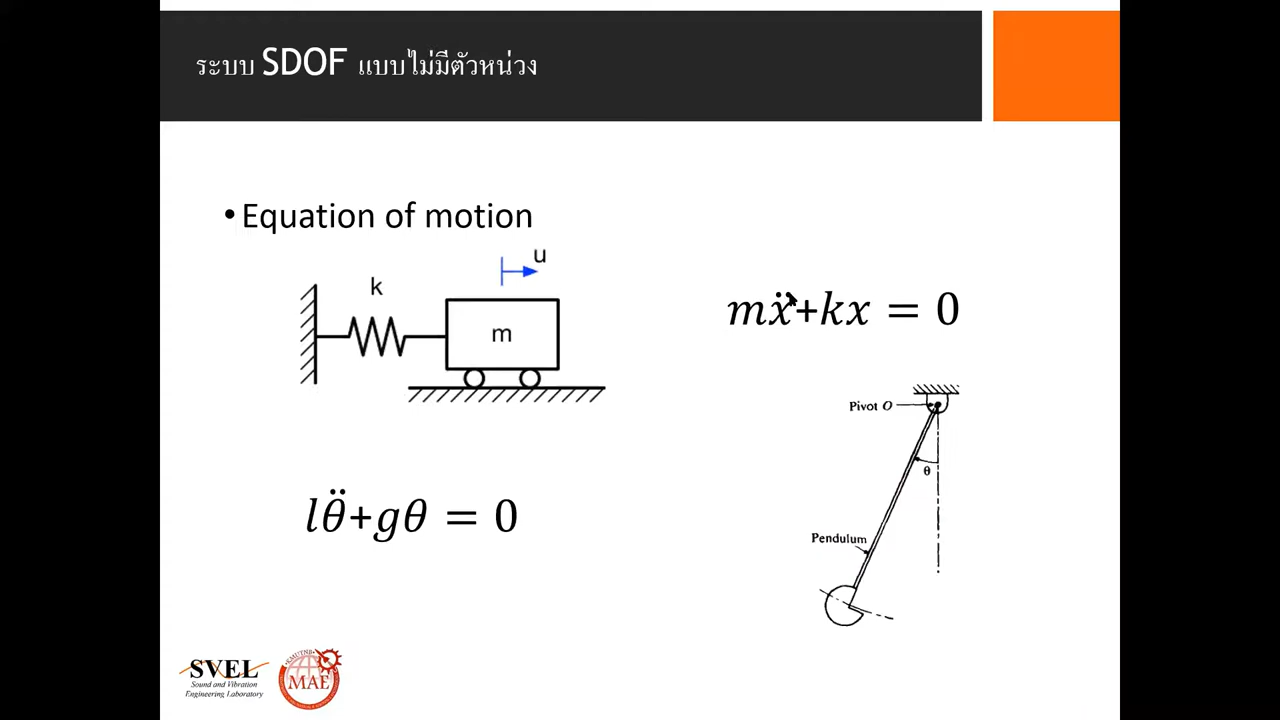 ระบบ SDOF แบบไม่มีตัวหน่วง
•Equation of motion
u
k
m
mẍ+kx = 0
Pivot O
θ
lθ̈+gθ = 0
Pendulum
SVEL
Sound and Vibration
Engineering Laboratory
KMUTNB
MAE